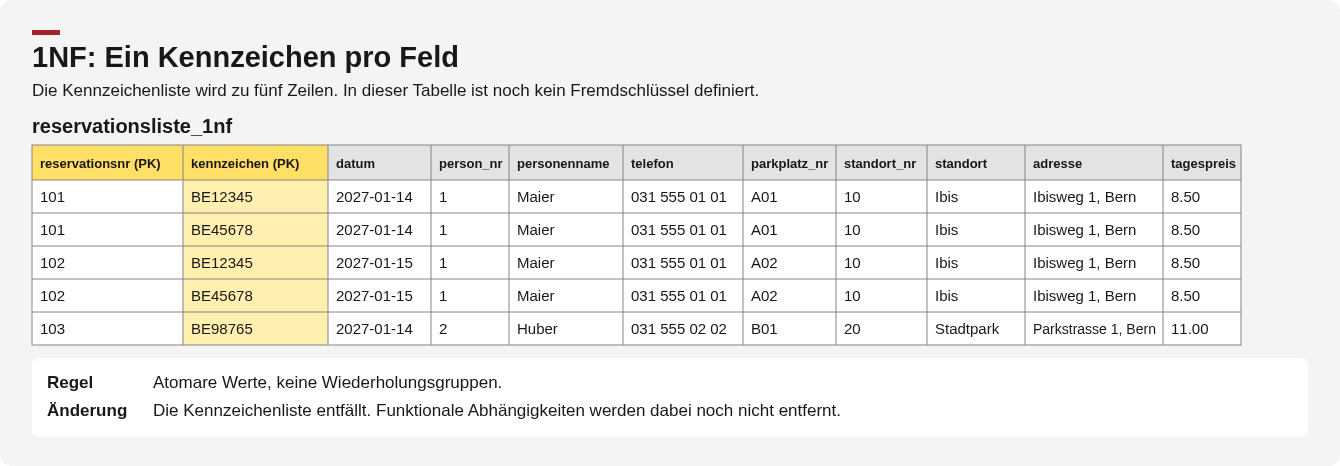 1NF: Ein Kennzeichen pro Feld
Die Kennzeichenliste wird zu fünf Zeilen. In dieser Tabelle ist noch kein Fremdschlüssel definiert.
reservationsliste_1nf
reservationsnr (PK) kennzeichen (PK) datum person_nr personenname telefon parkplatz_nr standort_nr standort adresse tagespreis
101 BE12345 2027-01-14 1 Maier 031 555 01 01 A01 10 Ibis Ibisweg 1, Bern 8.50
101 BE45678 2027-01-14 1 Maier 031 555 01 01 A01 10 Ibis Ibisweg 1, Bern 8.50
102 BE12345 2027-01-15 1 Maier 031 555 01 01 A02 10 Ibis Ibisweg 1, Bern 8.50
102 BE45678 2027-01-15 1 Maier 031 555 01 01 A02 10 Ibis Ibisweg 1, Bern 8.50
103 BE98765 2027-01-14 2 Huber 031 555 02 02 B01 20 Stadtpark Parkstrasse 1, Bern 11.00
Regel Atomare Werte, keine Wiederholungsgruppen.
Änderung Die Kennzeichenliste entfällt. Funktionale Abhängigkeiten werden dabei noch nicht entfernt.